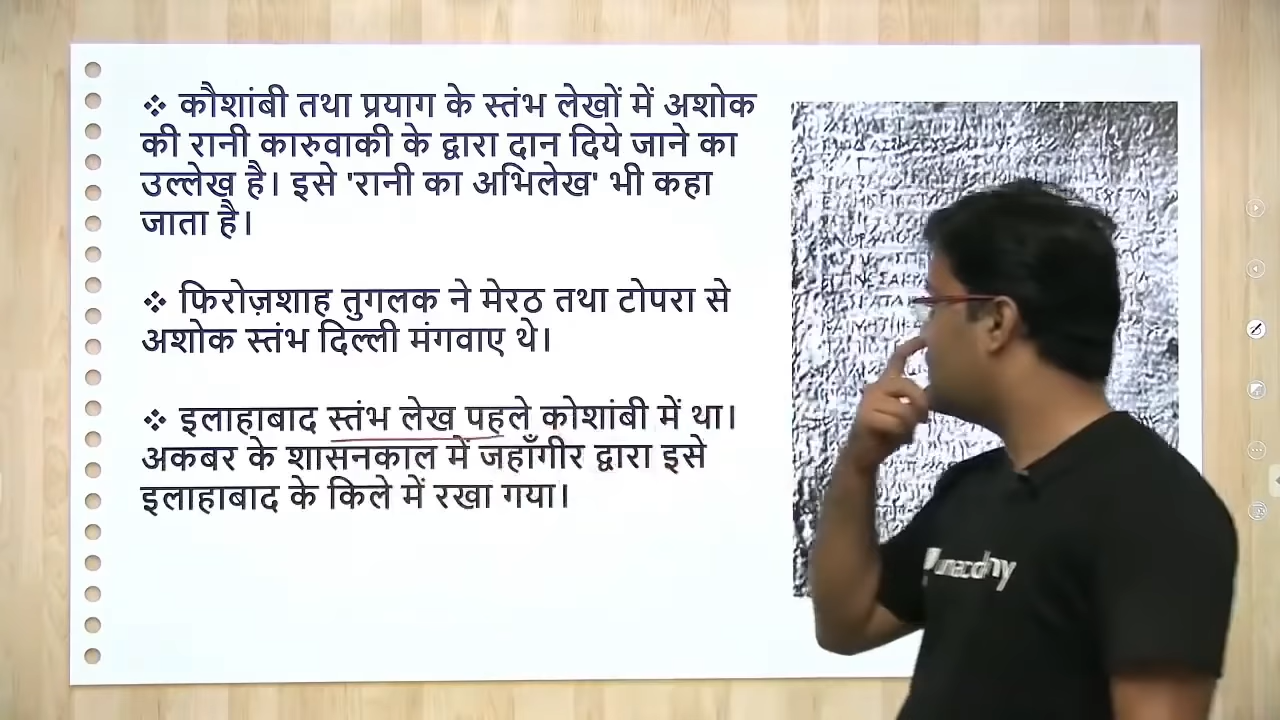 ❖ कौशांबी तथा प्रयाग के स्तंभ लेखों में अशोक
की रानी कारुवाकी के द्वारा दान दिये जाने का
उल्लेख है। इसे 'रानी का अभिलेख' भी कहा
जाता है।
❖ फिरोज़शाह तुगलक ने मेरठ तथा टोपरा से
अशोक स्तंभ दिल्ली मंगवाए थे।
❖ इलाहाबाद स्तंभ लेख पहले कोशांबी में था।
अकबर के शासनकाल में जहाँगीर द्वारा इसे
इलाहाबाद के किले में रखा गया।